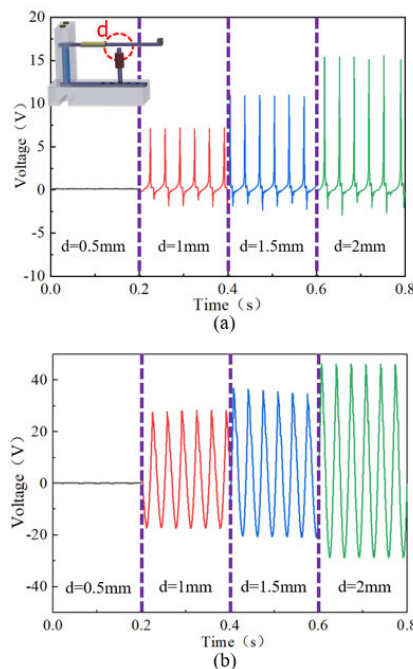 d
20
15
10
5
0
-5
-10
Voltage（V）
d=0.5mm d=1mm d=1.5mm d=2mm
0.0 0.2 0.4 0.6 0.8
Time（s）
(a)
40
20
0
-20
-40
Voltage（V）
d=0.5mm d=1mm d=1.5mm d=2mm
0.0 0.2 0.4 0.6 0.8
Time（s）
(b)